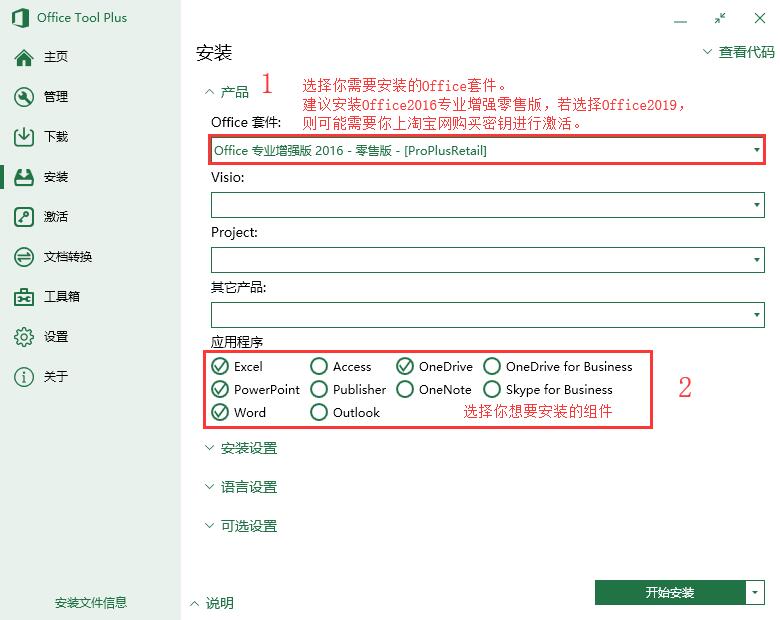 Office Tool Plus
主页
管理
下载
安装
激活
文档转换
工具箱
设置
关于
安装文件信息
安装
查看代码
产品
1
选择你需要安装的Office套件。
建议安装Office2016专业增强零售版，若选择Office2019，
则可能需要你上淘宝网购买密钥进行激活。
Office 套件:
Office 专业增强版 2016 - 零售版 - [ProPlusRetail]
Visio:
Project:
其它产品:
应用程序
Excel Access OneDrive OneDrive for Business
PowerPoint Publisher OneNote Skype for Business
Word Outlook 选择你想要安装的组件
2
安装设置
语言设置
可选设置
说明
开始安装